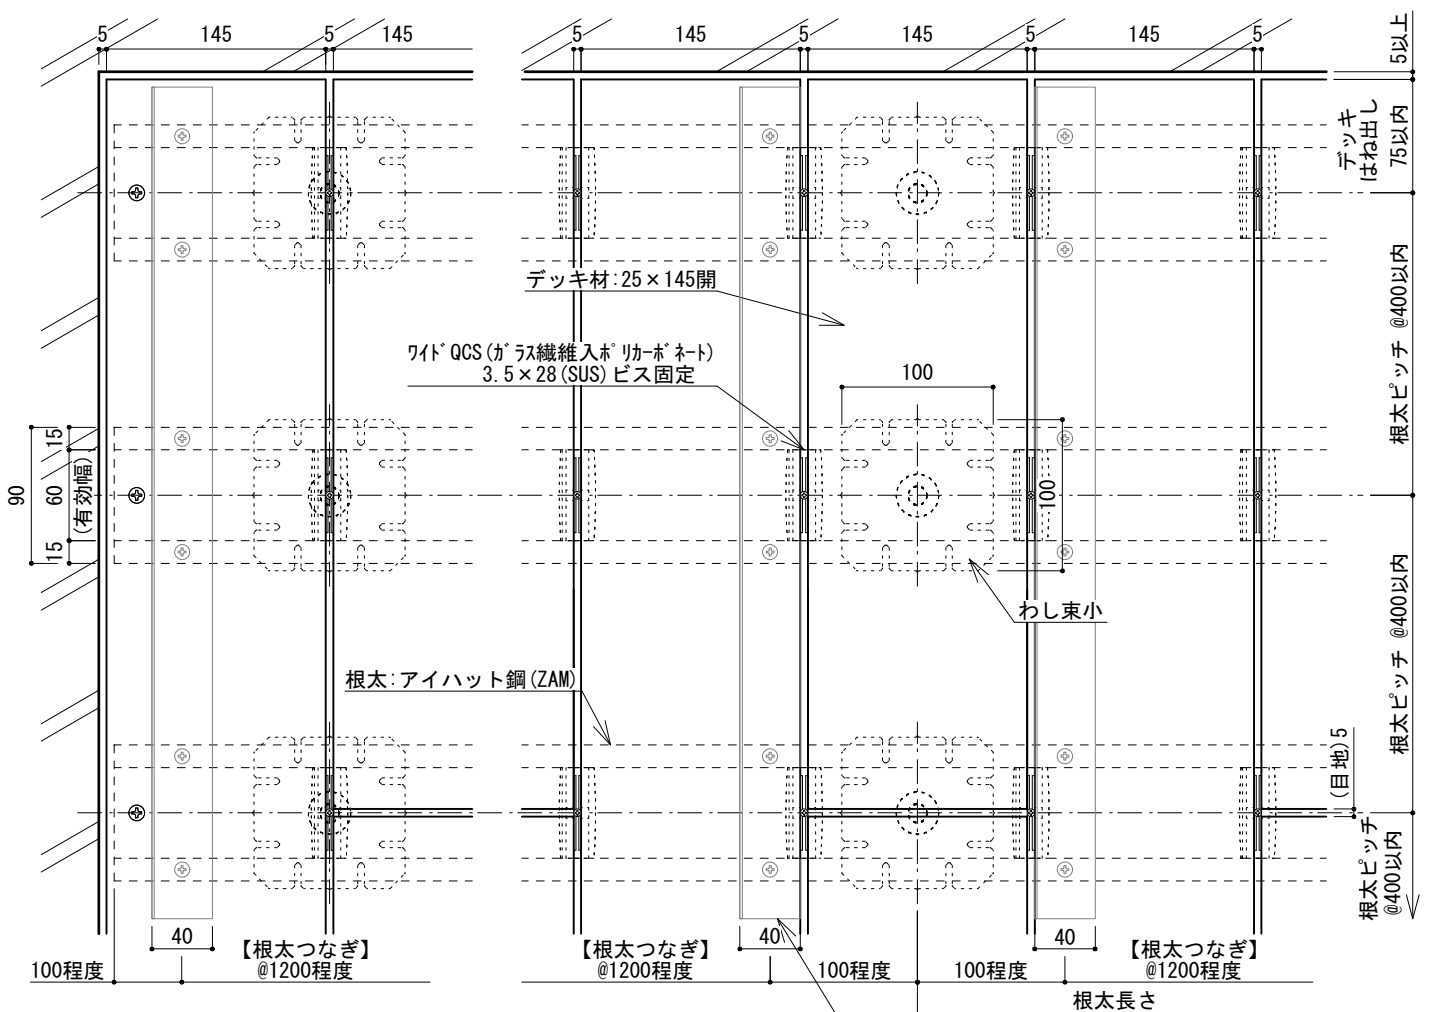 5 145 5 145 145 5 145 5 145 5
5以上
デッキ
はね出し
75以内
根太ピッチ @400以内
デッキ材:25×145開
ﾜｲﾄﾞQCS(ｶﾞﾗｽ繊維入ﾎﾟﾘｶｰﾎﾞﾈｰﾄ)
3.5×28(SUS)ビス固定
100
100
15
90
60
(有効幅)
15
わし束小
根太ピッチ @400以内
根太:アイハット鋼(ZAM)
(目地)5
根太ピッチ
@400以内
40
【根太つなぎ】
@1200程度
100程度
【根太つなぎ】
@1200程度
40
100程度
100程度
40
【根太つなぎ】
@1200程度
根太長さ